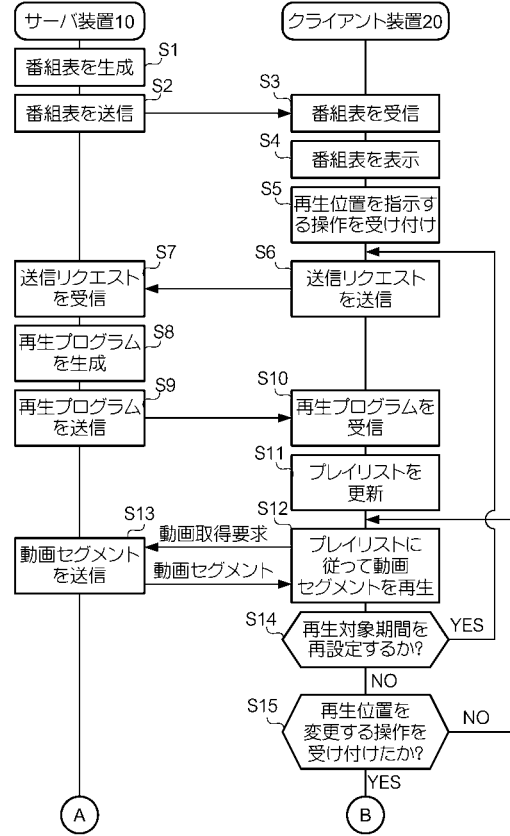 サーバ装置10
クライアント装置20
S1
番組表を生成
S2
番組表を送信
S3
番組表を受信
S4
番組表を表示
S5
再生位置を指示す
る操作を受け付け
S6
送信リクエスト
を送信
S7
送信リクエスト
を受信
S8
再生プログラム
を生成
S9
再生プログラム
を送信
S10
再生プログラムを
受信
S11
プレイリストを
更新
S12
プレイリストに
従って動画
セグメントを再生
動画取得要求
動画セグメント
S13
動画セグメント
を送信
S14
再生対象期間を
再設定するか?
YES
NO
S15
再生位置を
変更する操作を
受け付けたか?
NO
YES
A
B